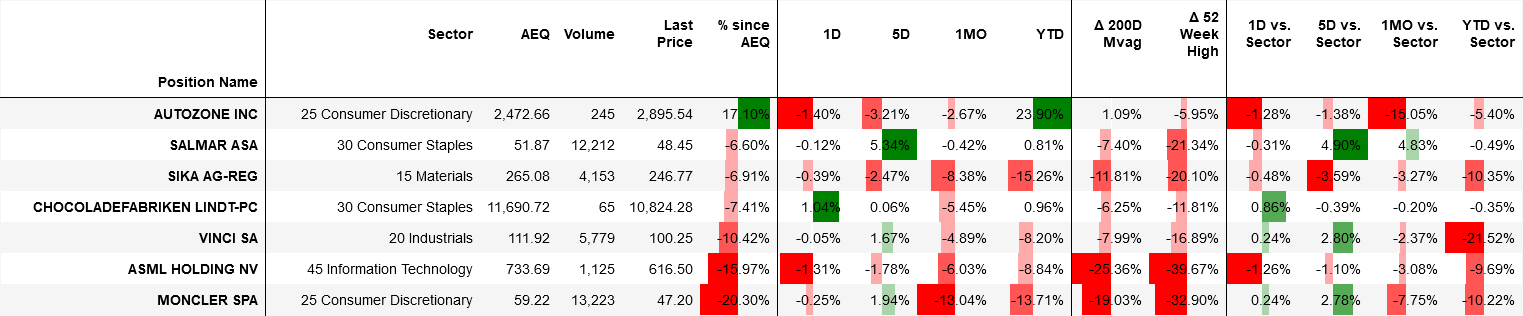 Position Name Sector AEQ Volume Last Price % since AEQ 1D 5D 1MO YTD Δ 200D Mvag Δ 52 Week High 1D vs. Sector 5D vs. Sector 1MO vs. Sector YTD vs. Sector
AUTOZONE INC 25 Consumer Discretionary 2,472.66 245 2,895.54 17.10% -1.40% -3.21% -2.67% 23.90% 1.09% -5.95% -1.28% -1.38% -15.05% -5.40%
SALMAR ASA 30 Consumer Staples 51.87 12,212 48.45 -6.60% -0.12% 5.34% -0.42% 0.81% -7.40% -21.34% -0.31% 4.90% 4.83% -0.49%
SIKA AG-REG 15 Materials 265.08 4,153 246.77 -6.91% -0.39% -2.47% -8.38% -15.26% -11.81% -20.10% -0.48% -3.59% -3.27% -10.35%
CHOCOLADEFABRIKEN LINDT-PC 30 Consumer Staples 11,690.72 65 10,824.28 -7.41% 1.04% 0.06% -5.45% 0.96% -6.25% -11.81% 0.86% -0.39% -0.20% -0.35%
VINCI SA 20 Industrials 111.92 5,779 100.25 -10.42% -0.05% 1.67% -4.89% -8.20% -7.99% -16.89% 0.24% 2.80% -2.37% -21.52%
ASML HOLDING NV 45 Information Technology 733.69 1,125 616.50 -15.97% -1.31% -1.78% -6.03% -8.84% -25.36% -39.67% -1.26% -1.10% -3.08% -9.69%
MONCLER SPA 25 Consumer Discretionary 59.22 13,223 47.20 -20.30% -0.25% 1.94% -13.04% -13.71% -19.03% -32.90% 0.24% 2.78% -7.75% -10.22%